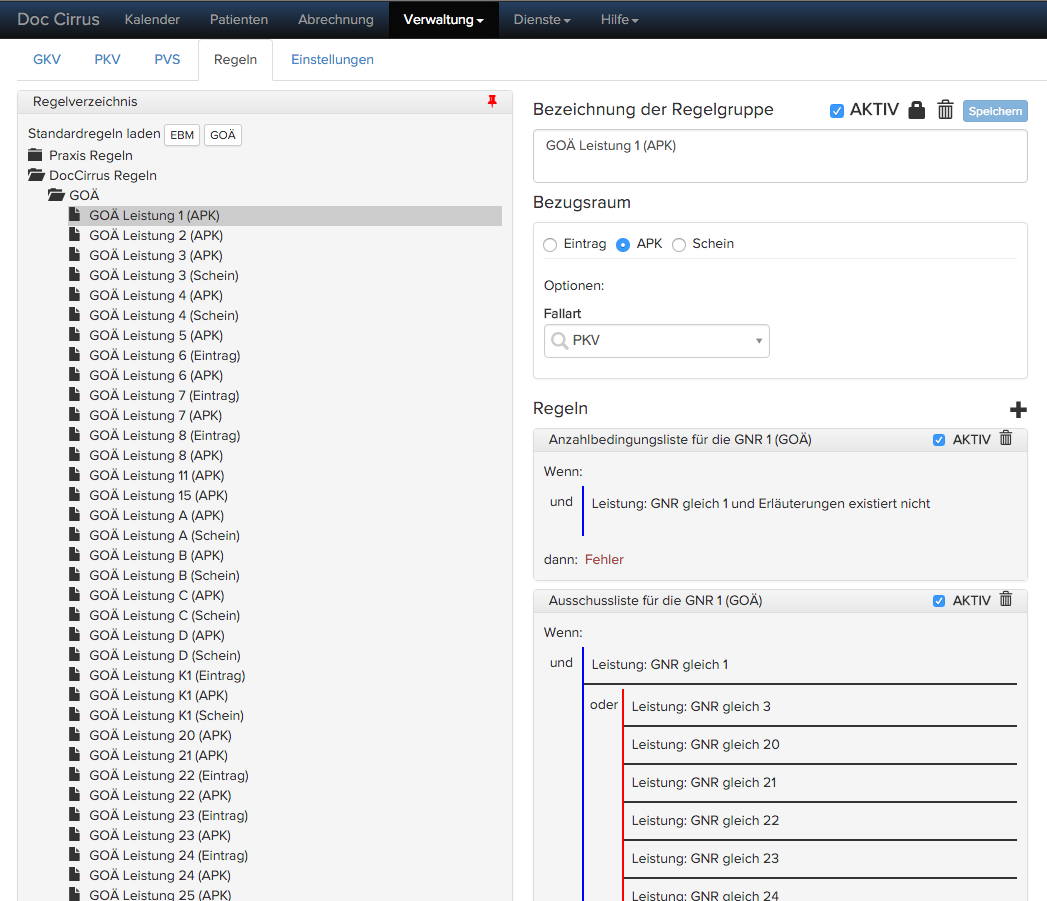 Doc Cirrus Kalender Patienten Abrechnung Verwaltung Dienste Hilfe
GKV PKV PVS Regeln Einstellungen
Regelverzeichnis
Standardregeln laden EBM GOÄ
Praxis Regeln
DocCirrus Regeln
GOÄ
GOÄ Leistung 1 (APK)
GOÄ Leistung 2 (APK)
GOÄ Leistung 3 (APK)
GOÄ Leistung 3 (Schein)
GOÄ Leistung 4 (APK)
GOÄ Leistung 4 (Schein)
GOÄ Leistung 5 (APK)
GOÄ Leistung 6 (Eintrag)
GOÄ Leistung 6 (APK)
GOÄ Leistung 7 (Eintrag)
GOÄ Leistung 7 (APK)
GOÄ Leistung 8 (Eintrag)
GOÄ Leistung 8 (APK)
GOÄ Leistung 11 (APK)
GOÄ Leistung 15 (APK)
GOÄ Leistung A (APK)
GOÄ Leistung A (Schein)
GOÄ Leistung B (APK)
GOÄ Leistung B (Schein)
GOÄ Leistung C (APK)
GOÄ Leistung C (Schein)
GOÄ Leistung D (APK)
GOÄ Leistung D (Schein)
GOÄ Leistung K1 (Eintrag)
GOÄ Leistung K1 (APK)
GOÄ Leistung K1 (Schein)
GOÄ Leistung 20 (APK)
GOÄ Leistung 21 (APK)
GOÄ Leistung 22 (Eintrag)
GOÄ Leistung 22 (APK)
GOÄ Leistung 23 (Eintrag)
GOÄ Leistung 23 (APK)
GOÄ Leistung 24 (Eintrag)
GOÄ Leistung 24 (APK)
GOÄ Leistung 25 (APK)
Bezeichnung der Regelgruppe AKTIV Speichern
GOÄ Leistung 1 (APK)
Bezugsraum
Eintrag APK Schein
Optionen:
Fallart
PKV
Regeln
Anzahlbedingungsliste für die GNR 1 (GOÄ) AKTIV
Wenn:
und Leistung: GNR gleich 1 und Erläuterungen existiert nicht
dann: Fehler
Ausschussliste für die GNR 1 (GOÄ) AKTIV
Wenn:
und Leistung: GNR gleich 1
oder Leistung: GNR gleich 3
Leistung: GNR gleich 20
Leistung: GNR gleich 21
Leistung: GNR gleich 22
Leistung: GNR gleich 23
Leistung: GNR gleich 24